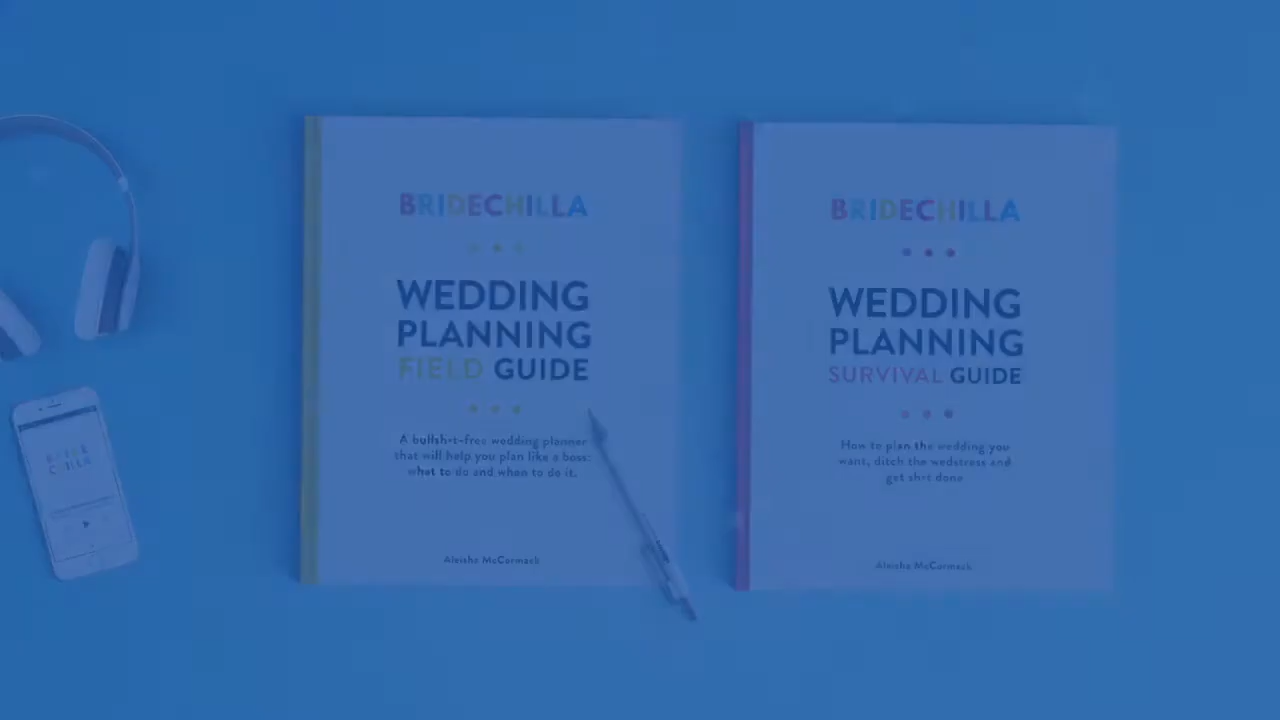 BRIDECHILLA
WEDDING
PLANNING
FIELD GUIDE
A bullsh*t-free wedding planner
that will help you plan like a boss:
what to do and when to do it.
Aleisha McCormack
BRIDECHILLA
WEDDING
PLANNING
SURVIVAL GUIDE
How to plan the wedding you
want, ditch the wedstress and
get sh*t done
Aleisha McCormack
BRIDE
CHILLA